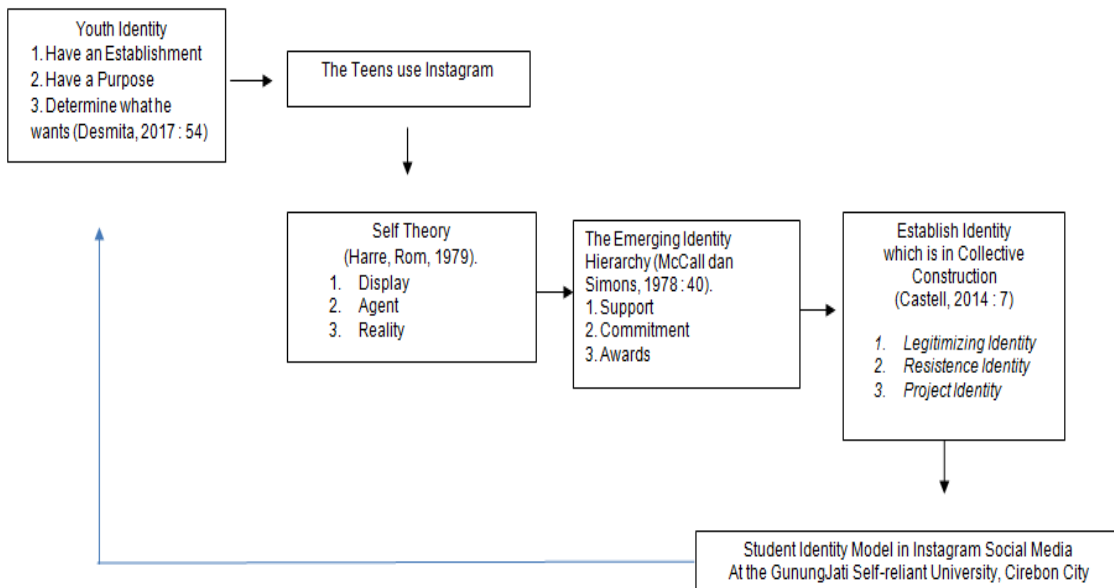 Youth Identity
1. Have an Establishment
2. Have a Purpose
3. Determine what he
wants (Desmita, 2017 : 54)
The Teens use Instagram
Self Theory
(Harre, Rom, 1979).
1. Display
2. Agent
3. Reality
The Emerging Identity
Hierarchy (McCall dan
Simons, 1978 : 40).
1. Support
2. Commitment
3. Awards
Establish Identity
which is in Collective
Construction
(Castell, 2014 : 7)
1. Legitimizing Identity
2. Resistence Identity
3. Project Identity
Student Identity Model in Instagram Social Media
At the GunungJati Self-reliant University, Cirebon City